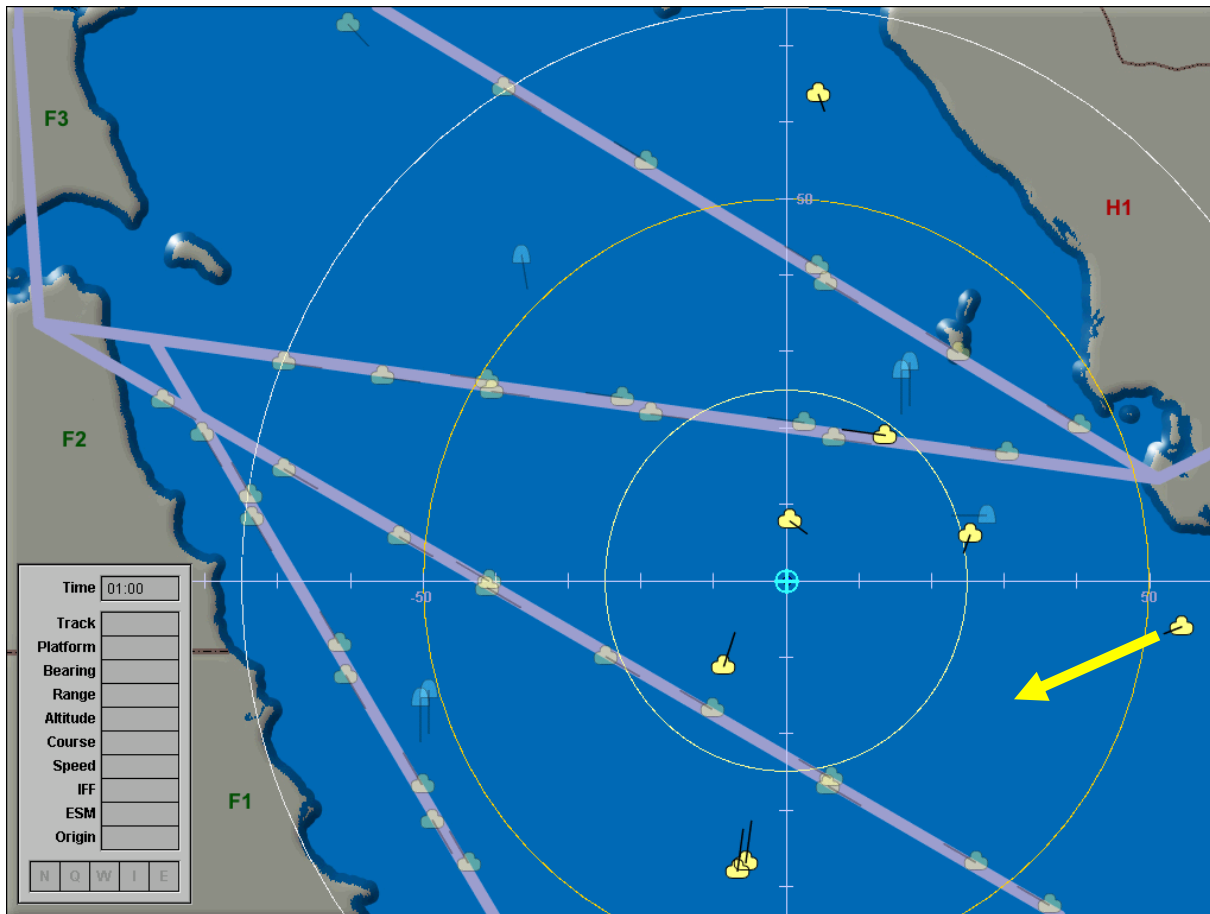 F3
H1
50
F2
-50
50
Time 01:00
Track
Platform
Bearing
Range
Altitude
Course
Speed
IFF
ESM
Origin
F1
N Q W I E